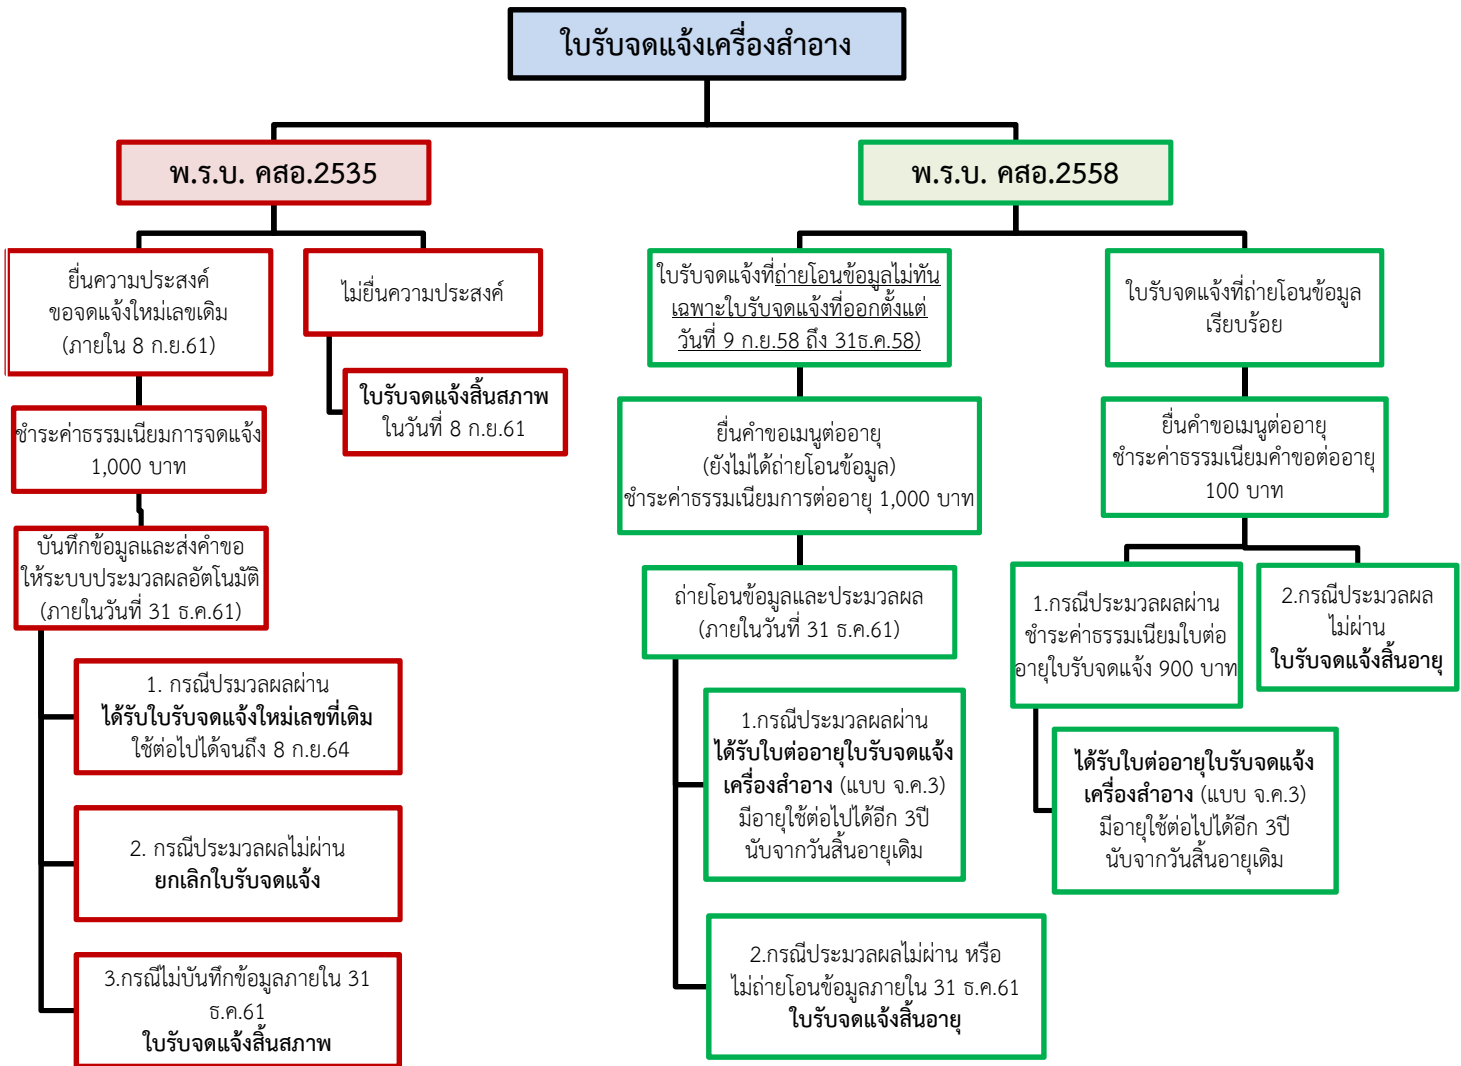 ใบรับจดแจ้งเครื่องสำอาง
พ.ร.บ. คสอ.2535
พ.ร.บ. คสอ.2558
ยื่นความประสงค์
ขอจดแจ้งใหม่เลขเดิม
(ภายใน 8 ก.ย.61)
ไม่ยื่นความประสงค์
ใบรับจดแจ้งสิ้นสภาพ
ในวันที่ 8 ก.ย.61
ชำระค่าธรรมเนียมการจดแจ้ง
1,000 บาท
บันทึกข้อมูลและส่งคำขอ
ให้ระบบประมวลผลอัตโนมัติ
(ภายในวันที่ 31 ธ.ค.61)
1. กรณีปรมวลผลผ่าน
ได้รับใบรับจดแจ้งใหม่เลขที่เดิม
ใช้ต่อไปได้จนถึง 8 ก.ย.64
2. กรณีประมวลผลไม่ผ่าน
ยกเลิกใบรับจดแจ้ง
3.กรณีไม่บันทึกข้อมูลภายใน 31
ธ.ค.61
ใบรับจดแจ้งสิ้นสภาพ
ใบรับจดแจ้งที่ถ่ายโอนข้อมูลไม่ทัน
เฉพาะใบรับจดแจ้งที่ออกตั้งแต่
วันที่ 9 ก.ย.58 ถึง 31ธ.ค.58)
ยื่นคำขอเมนูต่ออายุ
(ยังไม่ได้ถ่ายโอนข้อมูล)
ชำระค่าธรรมเนียมการต่ออายุ 1,000 บาท
ถ่ายโอนข้อมูลและประมวลผล
(ภายในวันที่ 31 ธ.ค.61)
1.กรณีประมวลผลผ่าน
ได้รับใบต่ออายุใบรับจดแจ้ง
เครื่องสำอาง (แบบ จ.ค.3)
มีอายุใช้ต่อไปได้อีก 3ปี
นับจากวันสิ้นอายุเดิม
2.กรณีประมวลผลไม่ผ่าน หรือ
ไม่ถ่ายโอนข้อมูลภายใน 31 ธ.ค.61
ใบรับจดแจ้งสิ้นอายุ
ใบรับจดแจ้งที่ถ่ายโอนข้อมูล
เรียบร้อย
ยื่นคำขอเมนูต่ออายุ
ชำระค่าธรรมเนียมคำขอต่ออายุ
100 บาท
1.กรณีประมวลผลผ่าน
ชำระค่าธรรมเนียมใบต่อ
อายุใบรับจดแจ้ง 900 บาท
2.กรณีประมวลผล
ไม่ผ่าน
ใบรับจดแจ้งสิ้นอายุ
ได้รับใบต่ออายุใบรับจดแจ้ง
เครื่องสำอาง (แบบ จ.ค.3)
มีอายุใช้ต่อไปได้อีก 3ปี
นับจากวันสิ้นอายุเดิม